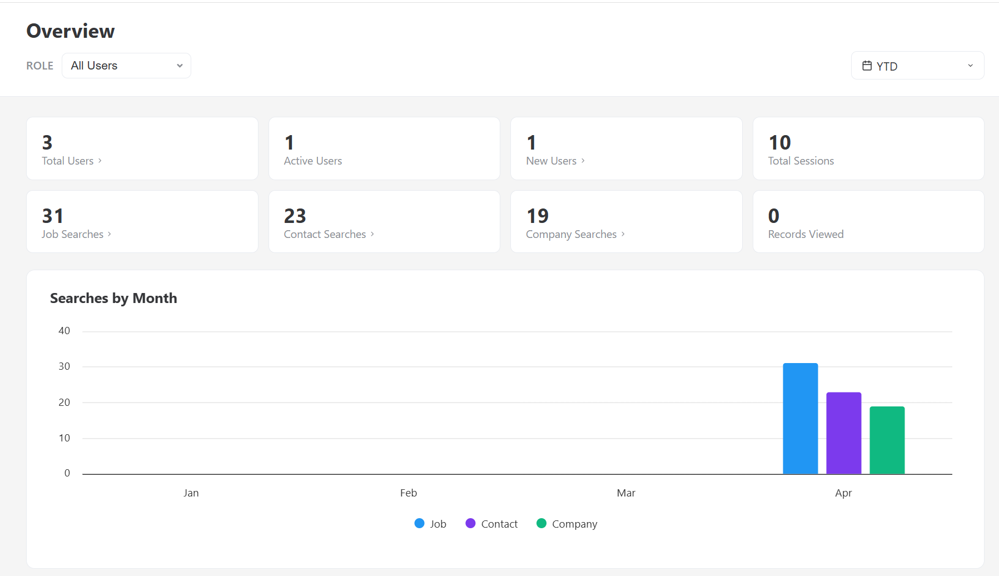 Overview
ROLE All Users YTD
3 1 1 10
Total Users Active Users New Users Total Sessions
31 23 19 0
Job Searches Contact Searches Company Searches Records Viewed
Searches by Month
40
30
20
10
0
Jan Feb Mar Apr
Job Contact Company